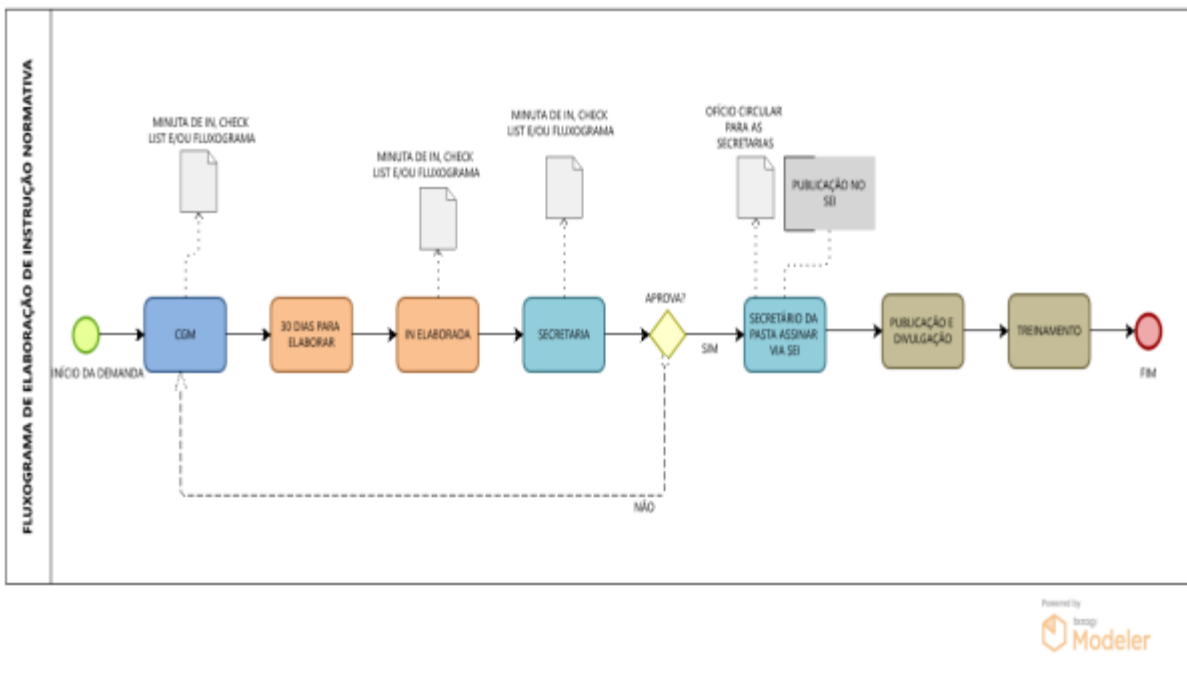 FLUXOGRAMA DE ELABORAÇÃO DE INSTRUÇÃO NORMATIVA
MINUTA DE IN, CHECK
LIST E/OU FLUXOGRAMA
MINUTA DE IN, CHECK
LIST E/OU FLUXOGRAMA
MINUTA DE IN, CHECK
LIST E/OU FLUXOGRAMA
OFÍCIO CIRCULAR
PARA AS
SECRETARIAS
PUBLICAÇÃO NO
SEI
INÍCIO DA DEMANDA
CGM
30 DIAS PARA
ELABORAR
IN ELABORADA
SECRETARIA
APROVA?
SIM
NÃO
SECRETÁRIO DA
PASTA ASSINAR
VIA SEI
PUBLICAÇÃO E
DIVULGAÇÃO
TREINAMENTO
FIM
Powered by
bizagi
Modeler